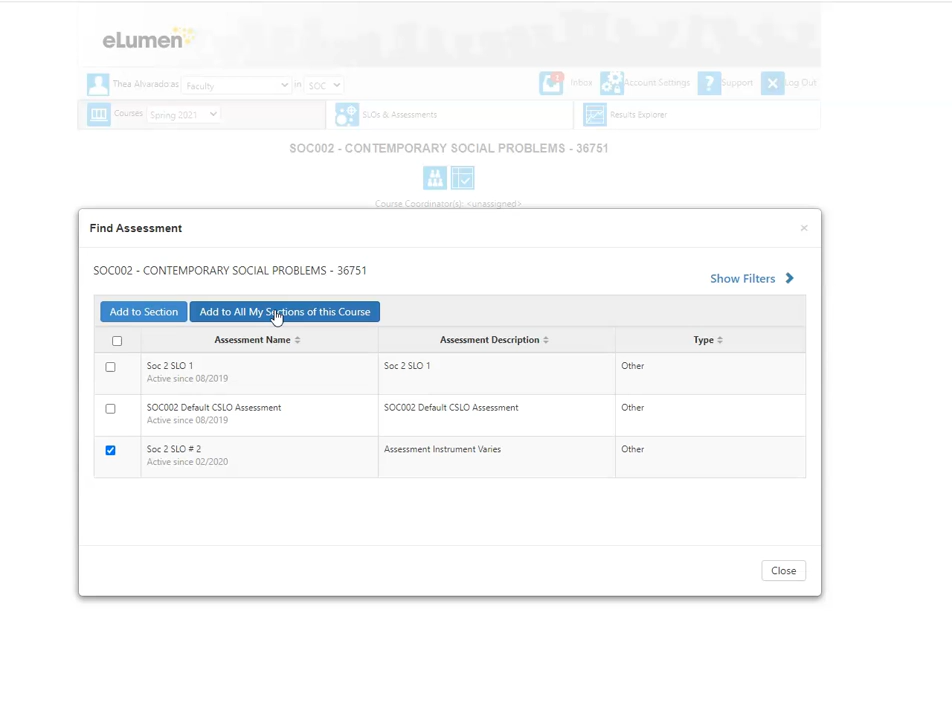 eLumen
Thea Alvarado as Faculty in SOC
1
Inbox
Account Settings
?
Support
Log Out
Courses Spring 2021
SLOs & Assessments
Results Explorer
SOC002 - CONTEMPORARY SOCIAL PROBLEMS - 36751
Course Coordinator(s): <unassigned>
Find Assessment
×
SOC002 - CONTEMPORARY SOCIAL PROBLEMS - 36751
Show Filters
Add to Section
Add to All My Sections of this Course
Assessment Name
Assessment Description
Type
Soc 2 SLO 1
Active since 08/2019
Soc 2 SLO 1
Other
SOC002 Default CSLO Assessment
Active since 08/2019
SOC002 Default CSLO Assessment
Other
Soc 2 SLO # 2
Active since 02/2020
Assessment Instrument Varies
Other
Close